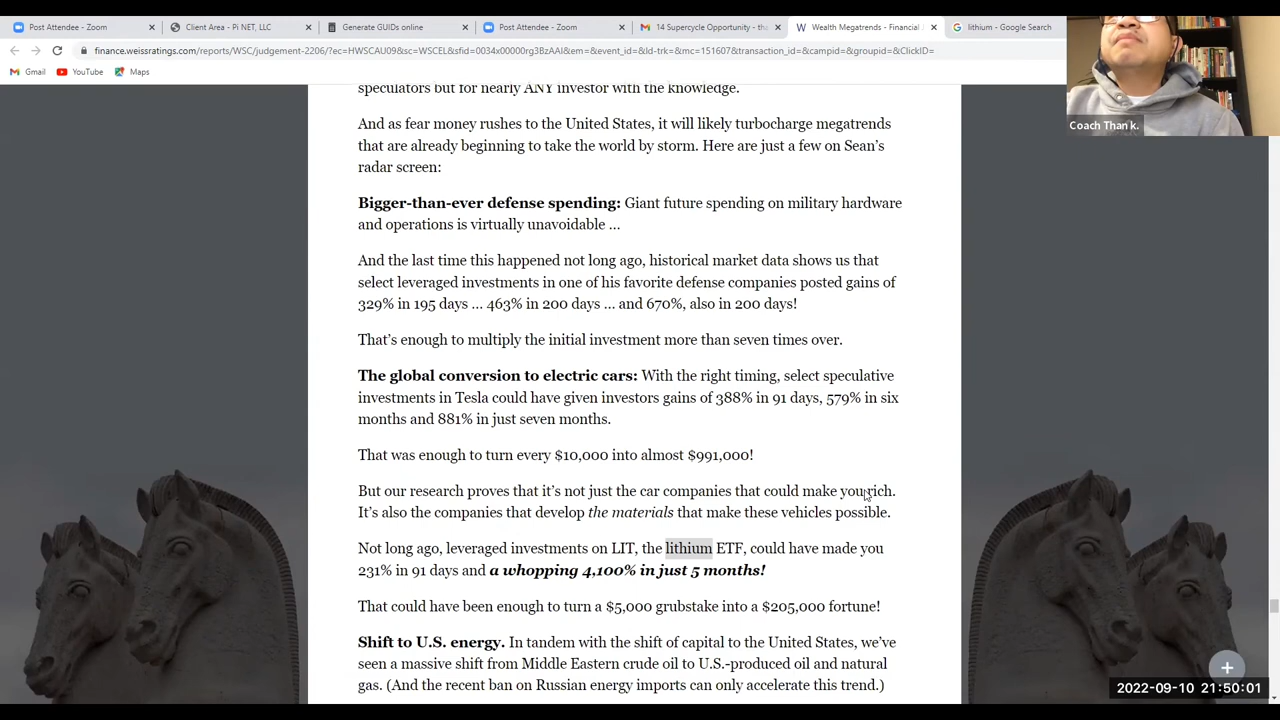 Post Attendee - Zoom
Client Area - Pi NET, LLC
Generate GUIDs online
Post Attendee - Zoom
14 Supercycle Opportunity - tha
Wealth Megatrends - Financial
lithium - Google Search
finance.weissratings.com/reports/WSC/judgement-2206/?ec=HWSCAU09&sc=WSCEL&sfid=0034x00000rg3BzAAI&em=&event_id=&ld-trk=&mc=151607&transaction_id=&campid=&groupid=&ClickID=
Gmail
YouTube
Maps
Coach Than k.
speculators but for nearly ANY investor with the knowledge.
And as fear money rushes to the United States, it will likely turbocharge megatrends
that are already beginning to take the world by storm. Here are just a few on Sean's
radar screen:
Bigger-than-ever defense spending: Giant future spending on military hardware
and operations is virtually unavoidable ...
And the last time this happened not long ago, historical market data shows us that
select leveraged investments in one of his favorite defense companies posted gains of
329% in 195 days ... 463% in 200 days ... and 670%, also in 200 days!
That's enough to multiply the initial investment more than seven times over.
The global conversion to electric cars: With the right timing, select speculative
investments in Tesla could have given investors gains of 388% in 91 days, 579% in six
months and 881% in just seven months.
That was enough to turn every $10,000 into almost $991,000!
But our research proves that it's not just the car companies that could make you rich.
It's also the companies that develop the materials that make these vehicles possible.
Not long ago, leveraged investments on LIT, the lithium ETF, could have made you
231% in 91 days and a whopping 4,100% in just 5 months!
That could have been enough to turn a $5,000 grubstake into a $205,000 fortune!
Shift to U.S. energy. In tandem with the shift of capital to the United States, we've
seen a massive shift from Middle Eastern crude oil to U.S.-produced oil and natural
gas. (And the recent ban on Russian energy imports can only accelerate this trend.)
2022-09-10 21:50:01